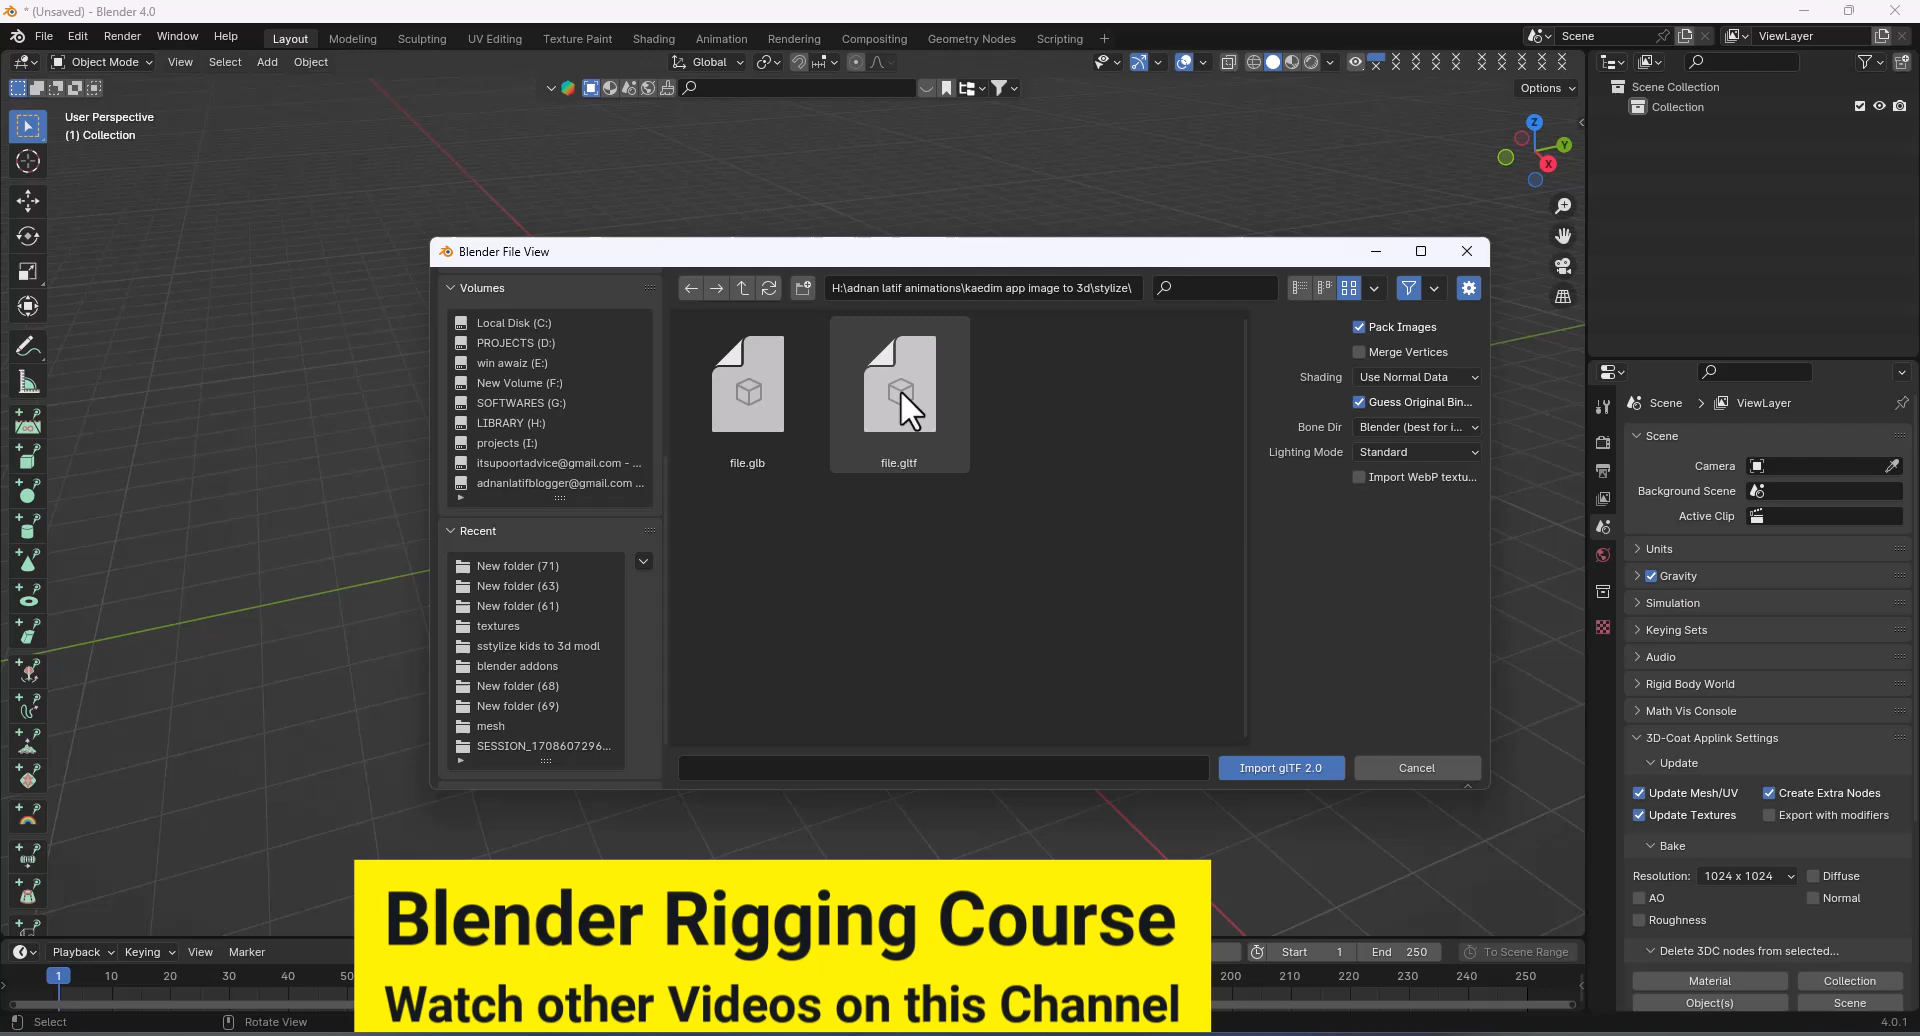 * (Unsaved) - Blender 4.0
File Edit Render Window Help
Layout Modeling Sculpting UV Editing Texture Paint Shading Animation Rendering Compositing Geometry Nodes Scripting +
Scene
ViewLayer
Object Mode View Select Add Object
Global
Options
User Perspective
(1) Collection
Z
Y
X
Scene Collection
Collection
Blender File View
Volumes
Local Disk (C:)
PROJECTS (D:)
win awaiz (E:)
New Volume (F:)
SOFTWARES (G:)
LIBRARY (H:)
projects (I:)
itsupoortadvice@gmail.com - ...
adnanlatifblogger@gmail.com ...
Recent
New folder (71)
New folder (63)
New folder (61)
textures
sstylize kids to 3d modl
blender addons
New folder (68)
New folder (69)
mesh
SESSION_1708607296...
H:\adnan latif animations\kaedim app image to 3d\stylize\
file.glb
file.gltf
Pack Images
Merge Vertices
Shading Use Normal Data
Guess Original Bin...
Bone Dir Blender (best for i...
Lighting Mode Standard
Import WebP textu...
Import glTF 2.0
Cancel
Scene
ViewLayer
Scene
Camera
Background Scene
Active Clip
Units
Gravity
Simulation
Keying Sets
Audio
Rigid Body World
Math Vis Console
3D-Coat Applink Settings
Update
Update Mesh/UV Create Extra Nodes
Update Textures Export with modifiers
Bake
Resolution: 1024 x 1024 Diffuse
AO Normal
Roughness
Delete 3DC nodes from selected...
Material Collection
Object(s) Scene
Blender Rigging Course
Watch other Videos on this Channel
Playback Keying View Marker
Start 1 End 250 To Scene Range
1 10 20 30 40 50 200 210 220 230 240 250
Select Rotate View
4.0.1